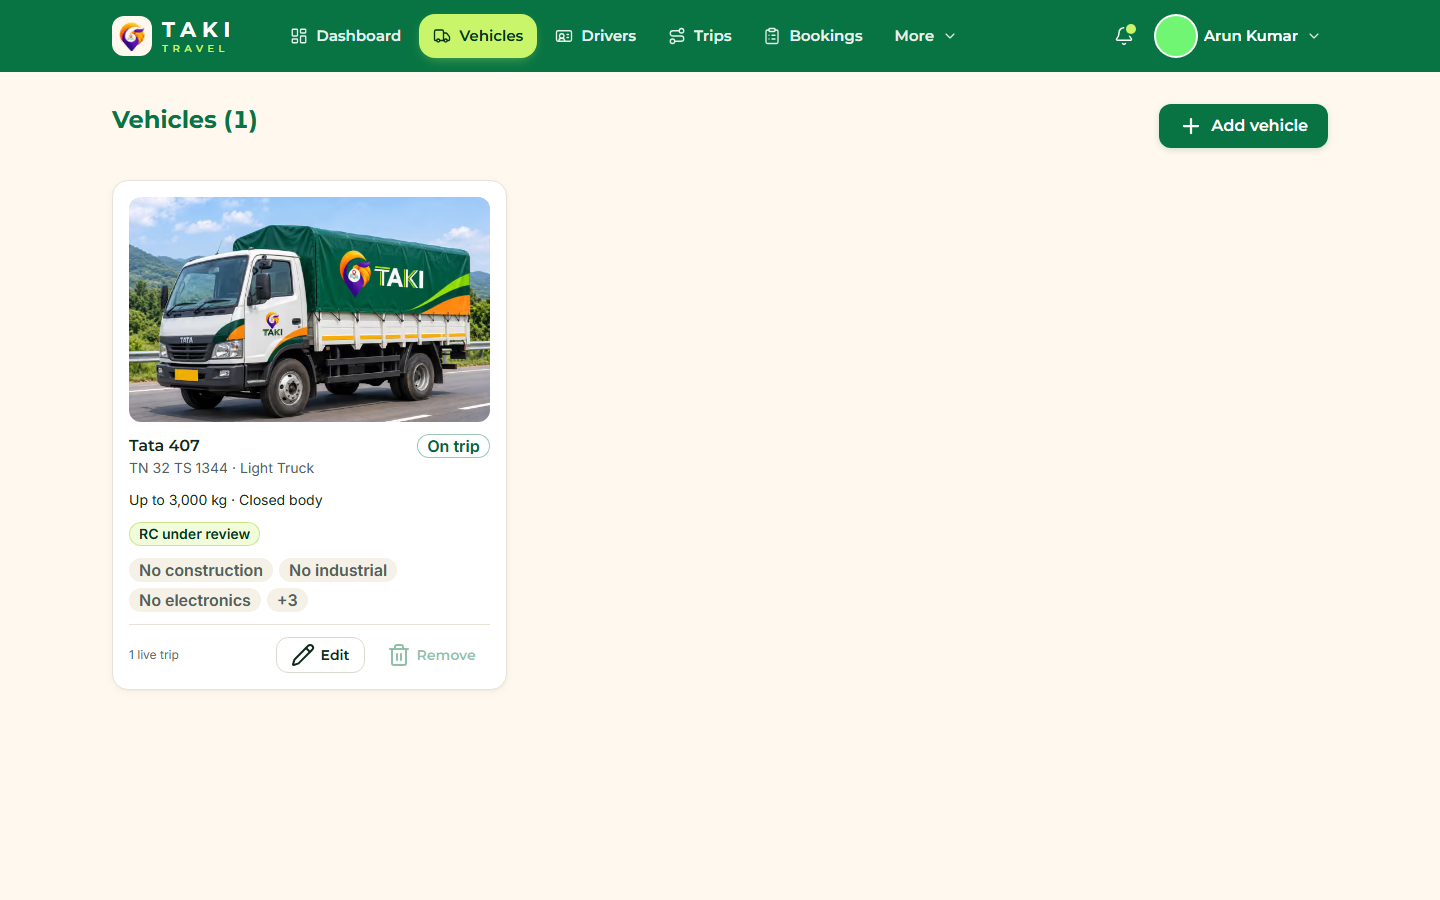 TAKI
TRAVEL
Dashboard
Vehicles
Drivers
Trips
Bookings
More
Arun Kumar
Vehicles (1)
Add vehicle
TAKI
TAKI
TATA
Tata 407
On trip
TN 32 TS 1344 · Light Truck
Up to 3,000 kg · Closed body
RC under review
No construction
No industrial
No electronics
+3
1 live trip
Edit
Remove